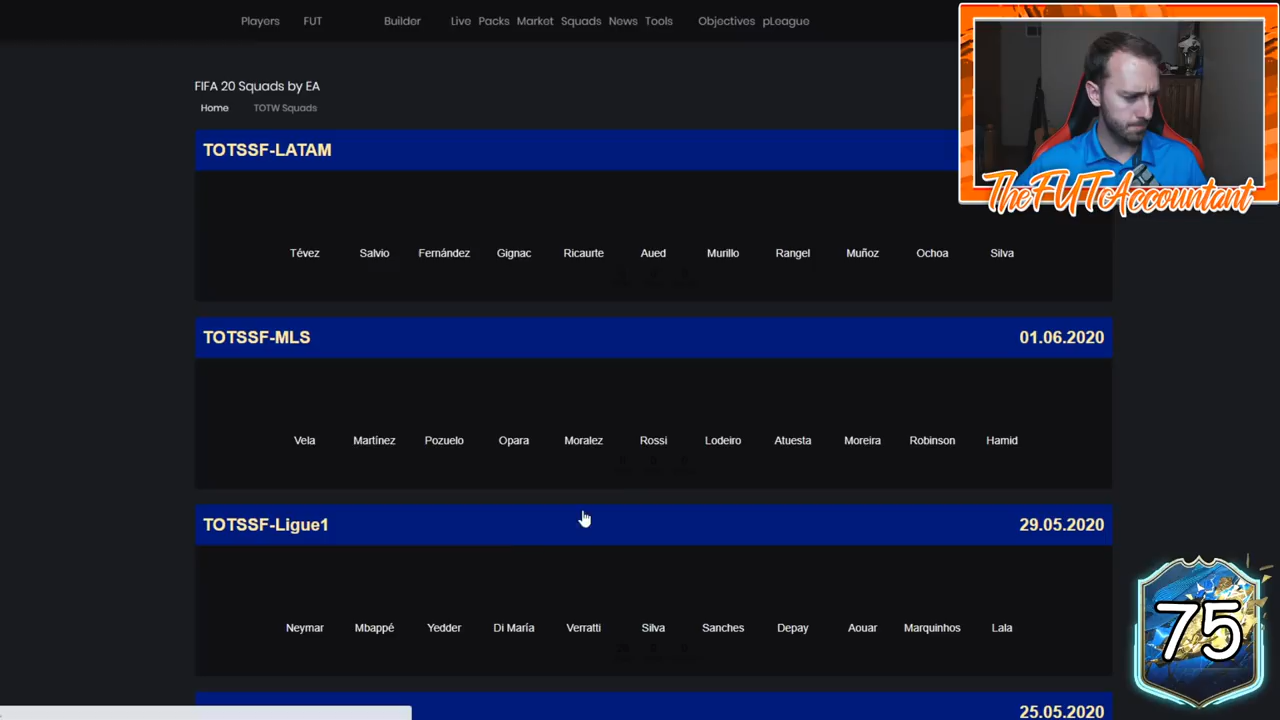 Players FUT Builder Live Packs Market Squads News Tools Objectives pLeague
FIFA 20 Squads by EA
Home TOTW Squads
TOTSSF-LATAM
Tévez Salvio Fernández Gignac Ricaurte Aued Murillo Rangel Muñoz Ochoa Silva
TOTSSF-MLS 01.06.2020
Vela Martínez Pozuelo Opara Moralez Rossi Lodeiro Atuesta Moreira Robinson Hamid
TOTSSF-Ligue1 29.05.2020
Neymar Mbappé Yedder Di María Verratti Silva Sanches Depay Aouar Marquinhos Lala
25.05.2020
TheFUTAccountant
75